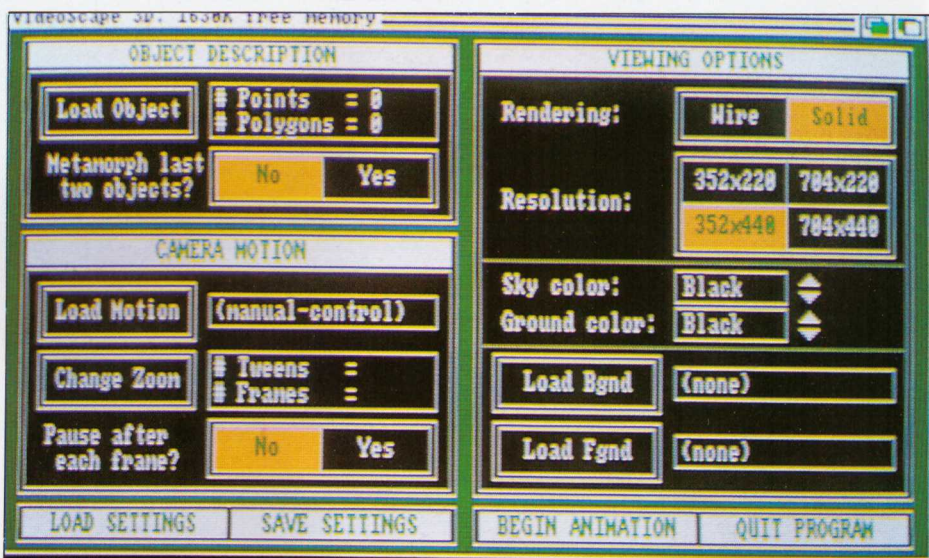 VideoScape 3D. 1630K free memory
OBJECT DESCRIPTION
Load Object
# Points = 0
# Polygons = 0
Metamorph last
two objects?
No
Yes
CAMERA MOTION
Load Motion
(manual-control)
Change Zoom
# Tweens =
# Frames =
Pause after
each frame?
No
Yes
LOAD SETTINGS
SAVE SETTINGS
VIEWING OPTIONS
Rendering:
Wire
Solid
Resolution:
352x220
704x220
352x440
704x440
Sky color:
Black
Ground color:
Black
Load Bgnd
(none)
Load Fgnd
(none)
BEGIN ANIMATION
QUIT PROGRAM